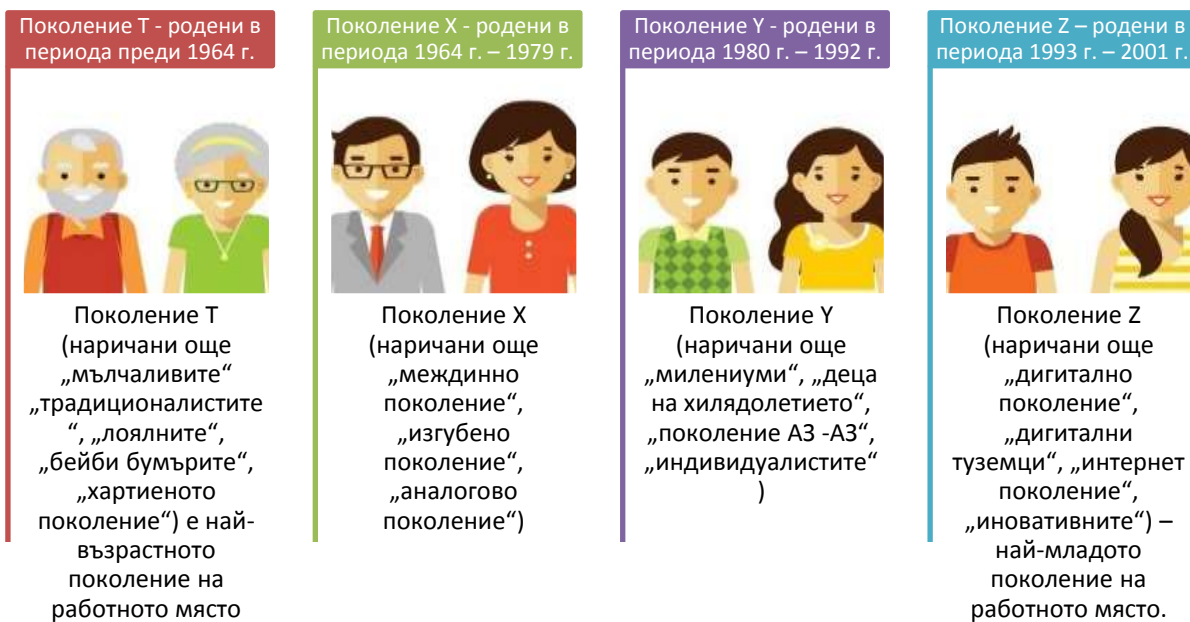 Поколение Т - родени в
периода преди 1964 г.
Поколение Т
(наричани още
„мълчаливите“
„традиционалистите
“, „лоялните“,
„бейби бумърите“,
„хартиеното
поколение“) е най-
възрастното
поколение на
работното място
Поколение X - родени в
периода 1964 г. – 1979 г.
Поколение X
(наричани още
„междинно
поколение“,
„изгубено
поколение“,
„аналогово
поколение“)
Поколение Y - родени в
периода 1980 г. – 1992 г.
Поколение Y
(наричани още
„милениуми“, „деца
на хилядолетието“,
„поколение АЗ -АЗ“,
„индивидуалистите“
)
Поколение Z – родени в
периода 1993 г. – 2001 г.
Поколение Z
(наричани още
„дигитално
поколение“,
„дигитални
туземци“, „интернет
поколение“,
„иновативните“) –
най-младото
поколение на
работното място.